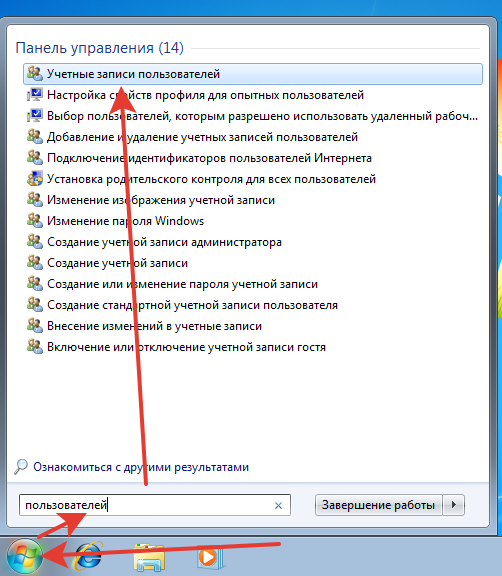 Панель управления (14)
Учетные записи пользователей
Настройка свойств профиля для опытных пользователей
Выбор пользователей, которым разрешено использовать удаленный рабоч...
Добавление и удаление учетных записей пользователей
Подключение идентификаторов пользователей Интернета
Установка родительского контроля для всех пользователей
Изменение изображения учетной записи
Изменение пароля Windows
Создание учетной записи администратора
Создание учетной записи
Создание или изменение пароля учетной записи
Создание стандартной учетной записи пользователя
Внесение изменений в учетные записи
Включение или отключение учетной записи гостя
Ознакомиться с другими результатами
пользователей
Завершение работы